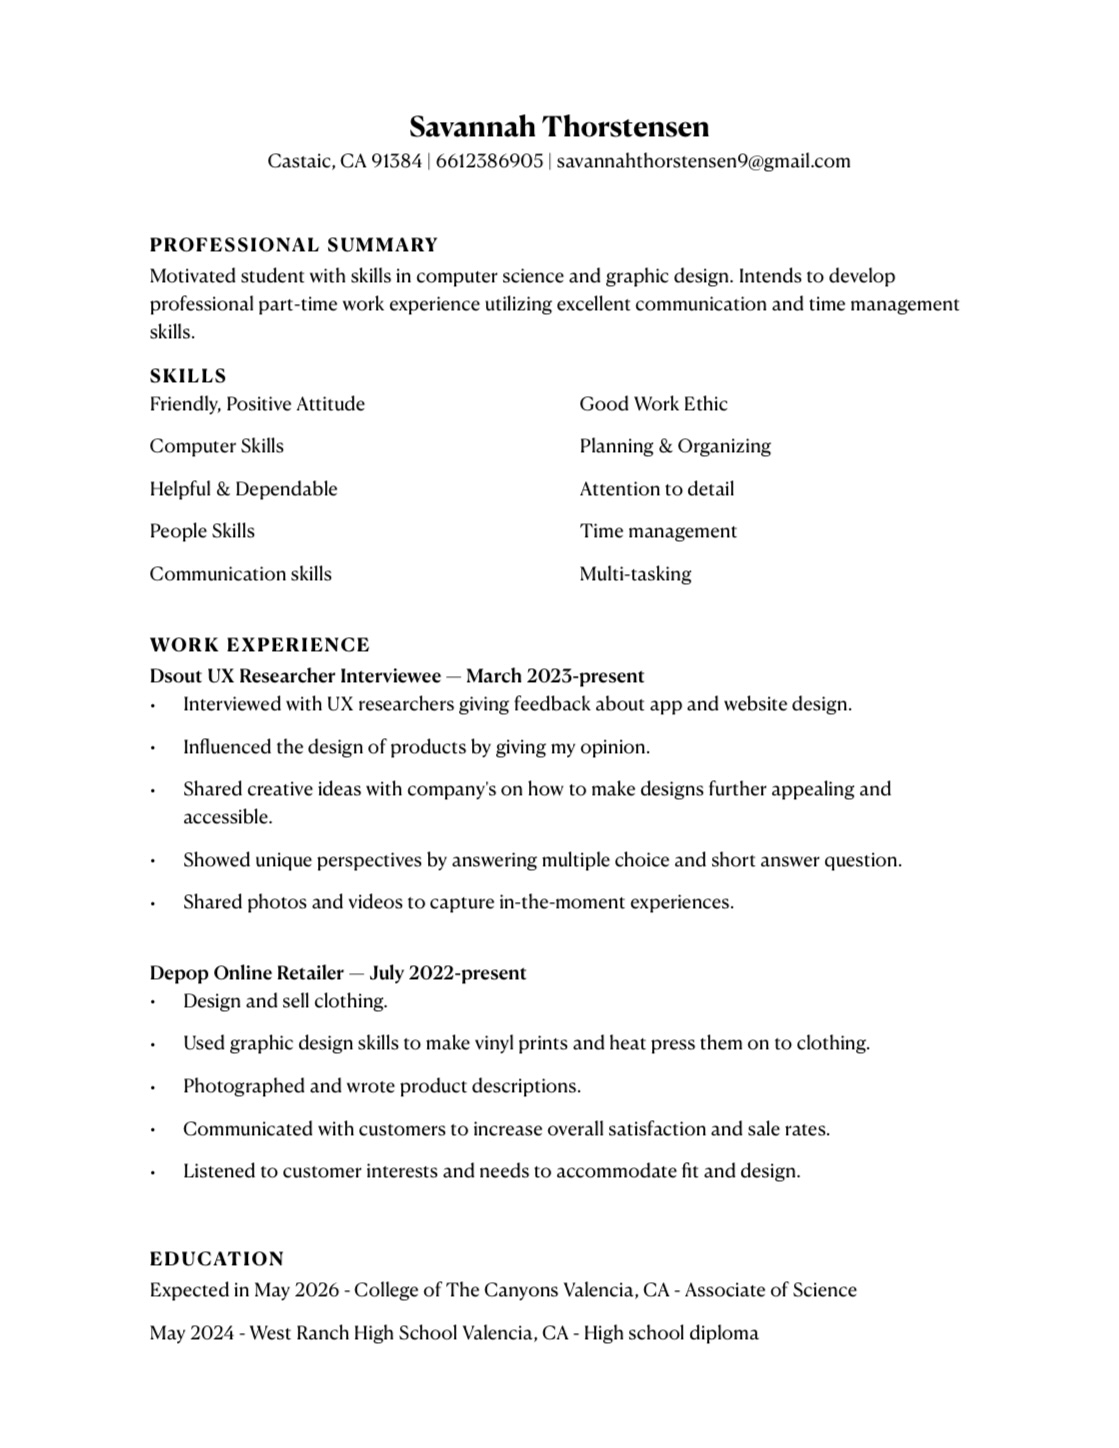 Savannah Thorstensen
Castaic, CA 91384 | 6612386905 | savannahthorstensen9@gmail.com
PROFESSIONAL SUMMARY
Motivated student with skills in computer science and graphic design. Intends to develop
professional part-time work experience utilizing excellent communication and time management
skills.
SKILLS
Friendly, Positive Attitude
Computer Skills
Helpful & Dependable
People Skills
Communication skills
Good Work Ethic
Planning & Organizing
Attention to detail
Time management
Multi-tasking
WORK EXPERIENCE
Dsout UX Researcher Interviewee — March 2023-present
• Interviewed with UX researchers giving feedback about app and website design.
• Influenced the design of products by giving my opinion.
• Shared creative ideas with company's on how to make designs further appealing and
accessible.
• Showed unique perspectives by answering multiple choice and short answer question.
• Shared photos and videos to capture in-the-moment experiences.
Depop Online Retailer — July 2022-present
• Design and sell clothing.
• Used graphic design skills to make vinyl prints and heat press them on to clothing.
• Photographed and wrote product descriptions.
• Communicated with customers to increase overall satisfaction and sale rates.
• Listened to customer interests and needs to accommodate fit and design.
EDUCATION
Expected in May 2026 - College of The Canyons Valencia, CA - Associate of Science
May 2024 - West Ranch High School Valencia, CA - High school diploma